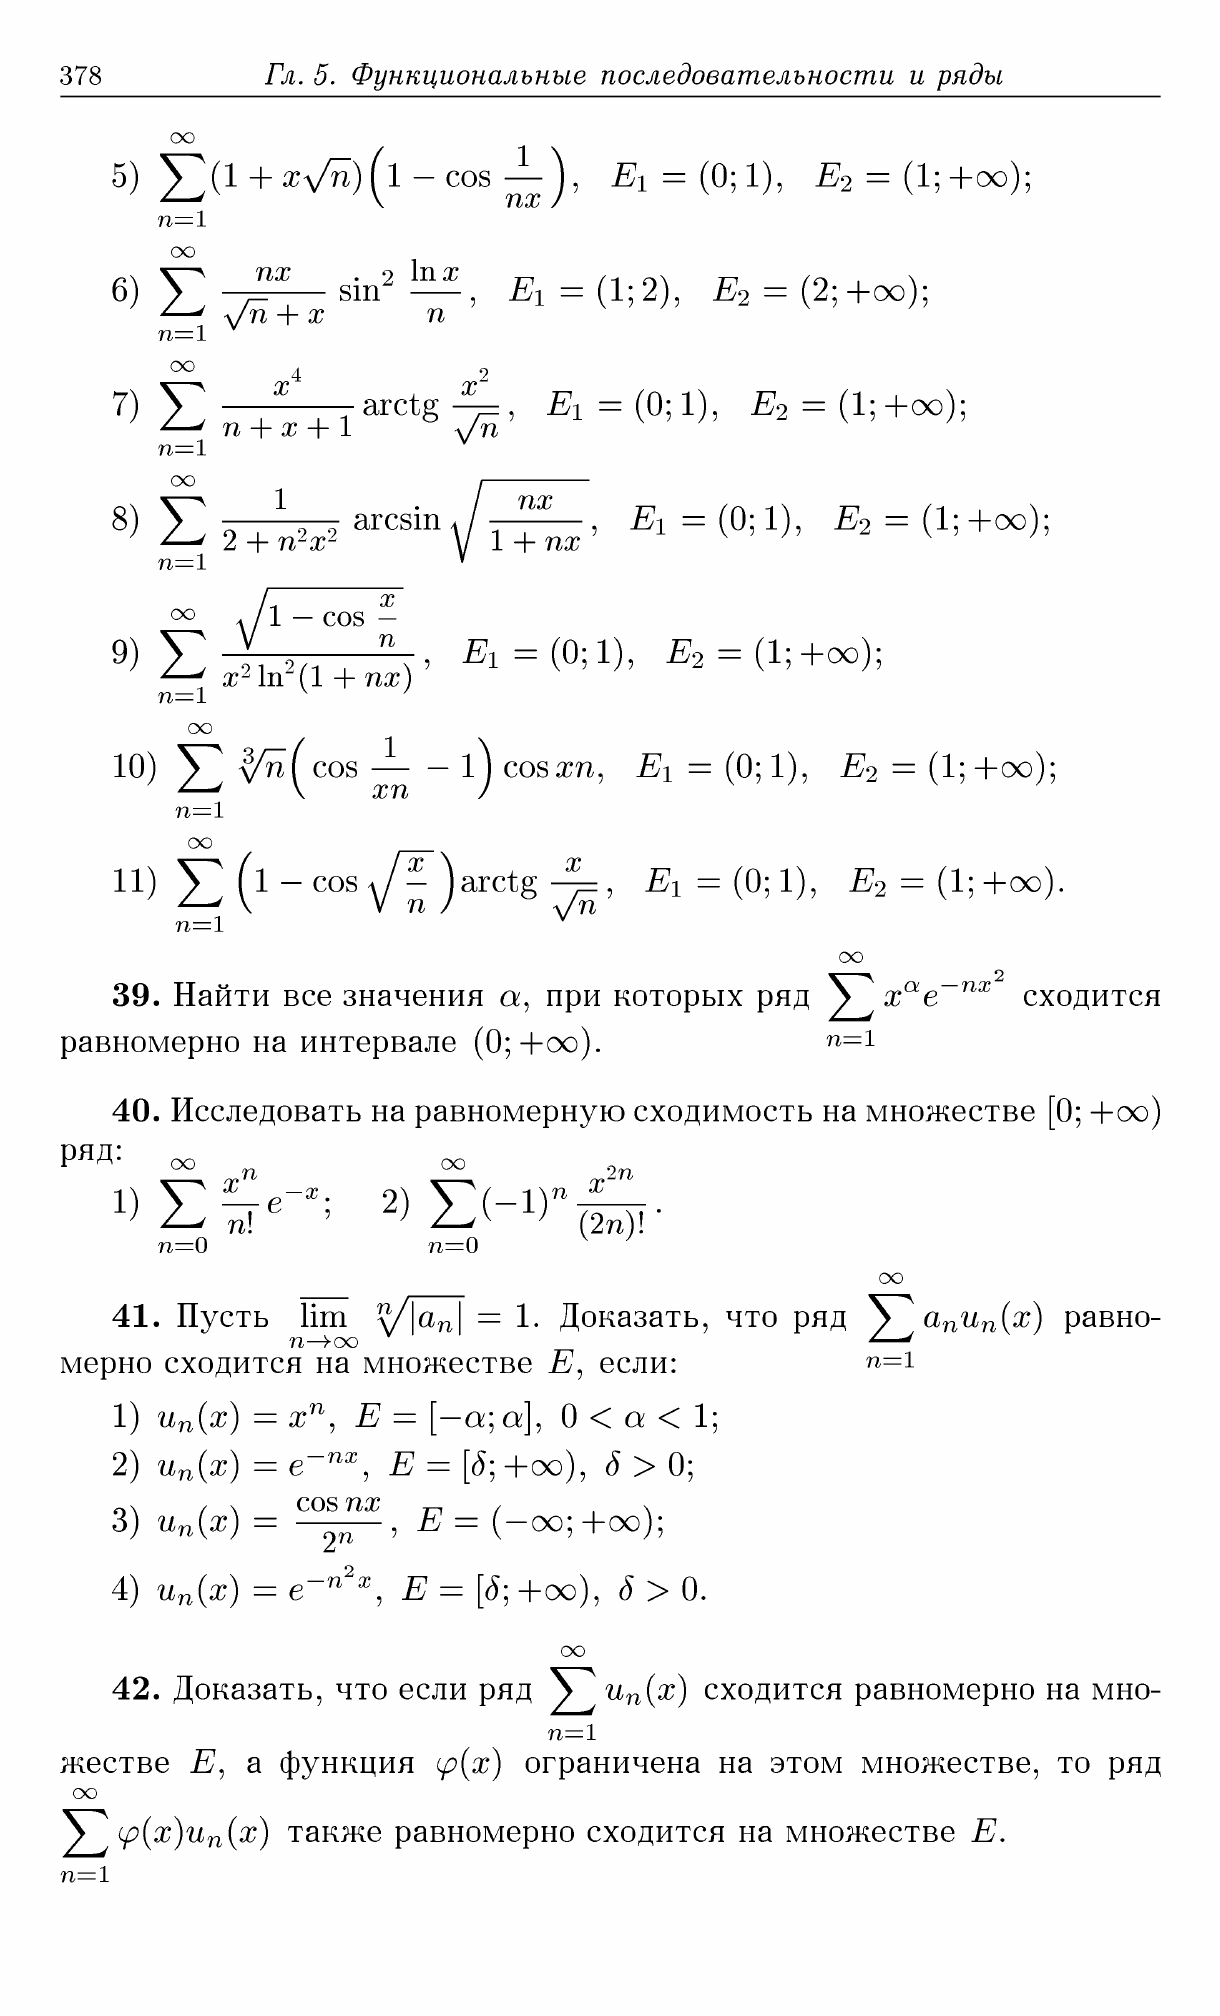 378 Гл. 5. Функциональные последовательности и ряды
5) $\sum_{n=1}^{\infty}(1+x\sqrt{n})\left(1-\cos\frac{1}{nx}\right)$, $E_1=(0;1)$, $E_2=(1;+\infty)$;
6) $\sum_{n=1}^{\infty}\frac{nx}{\sqrt{n}+x}\sin^2\frac{\ln x}{n}$, $E_1=(1;2)$, $E_2=(2;+\infty)$;
7) $\sum_{n=1}^{\infty}\frac{x^4}{n+x+1}\operatorname{arctg}\frac{x^2}{\sqrt{n}}$, $E_1=(0;1)$, $E_2=(1;+\infty)$;
8) $\sum_{n=1}^{\infty}\frac{1}{2+n^2x^2}\arcsin\sqrt{\frac{nx}{1+nx}}$, $E_1=(0;1)$, $E_2=(1;+\infty)$;
9) $\sum_{n=1}^{\infty}\frac{\sqrt{1-\cos\frac{x}{n}}}{x^2\ln^2(1+nx)}$, $E_1=(0;1)$, $E_2=(1;+\infty)$;
10) $\sum_{n=1}^{\infty}\sqrt[3]{n}\left(\cos\frac{1}{xn}-1\right)\cos xn$, $E_1=(0;1)$, $E_2=(1;+\infty)$;
11) $\sum_{n=1}^{\infty}\left(1-\cos\sqrt{\frac{x}{n}}\right)\operatorname{arctg}\frac{x}{\sqrt{n}}$, $E_1=(0;1)$, $E_2=(1;+\infty)$.
39. Найти все значения $\alpha$, при которых ряд $\sum_{n=1}^{\infty}x^{\alpha}e^{-nx^2}$ сходится
равномерно на интервале $(0;+\infty)$.
40. Исследовать на равномерную сходимость на множестве $[0;+\infty)$
ряд:
1) $\sum_{n=0}^{\infty}\frac{x^n}{n!}e^{-x}$; 2) $\sum_{n=0}^{\infty}(-1)^n\frac{x^{2n}}{(2n)!}$.
41. Пусть $\overline{\lim}_{n\to\infty}\sqrt[n]{|a_n|}=1$. Доказать, что ряд $\sum_{n=1}^{\infty}a_nu_n(x)$ равно-
мерно сходится на множестве $E$, если:
1) $u_n(x)=x^n$, $E=[-\alpha;\alpha]$, $0<\alpha<1$;
2) $u_n(x)=e^{-nx}$, $E=[\delta;+\infty)$, $\delta>0$;
3) $u_n(x)=\frac{\cos nx}{2^n}$, $E=(-\infty;+\infty)$;
4) $u_n(x)=e^{-n^2x}$, $E=[\delta;+\infty)$, $\delta>0$.
42. Доказать, что если ряд $\sum_{n=1}^{\infty}u_n(x)$ сходится равномерно на мно-
жестве $E$, а функция $\varphi(x)$ ограничена на этом множестве, то ряд
$\sum_{n=1}^{\infty}\varphi(x)u_n(x)$ также равномерно сходится на множестве $E$.